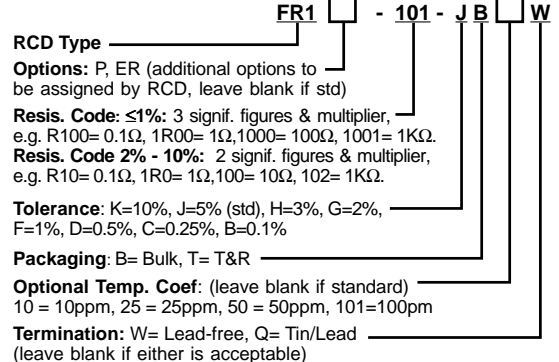 FR1 - 101 - J B W
RCD Type
Options: P, ER (additional options to
be assigned by RCD, leave blank if std)
Resis. Code: ≤1%: 3 signif. figures & multiplier,
e.g. R100= 0.1Ω, 1R00= 1Ω,1000= 100Ω, 1001= 1KΩ.
Resis. Code 2% - 10%: 2 signif. figures & multiplier,
e.g. R10= 0.1Ω, 1R0= 1Ω,100= 10Ω, 102= 1KΩ.
Tolerance: K=10%, J=5% (std), H=3%, G=2%,
F=1%, D=0.5%, C=0.25%, B=0.1%
Packaging: B= Bulk, T= T&R
Optional Temp. Coef: (leave blank if standard)
10 = 10ppm, 25 = 25ppm, 50 = 50ppm, 101=100pm
Termination: W= Lead-free, Q= Tin/Lead
(leave blank if either is acceptable)